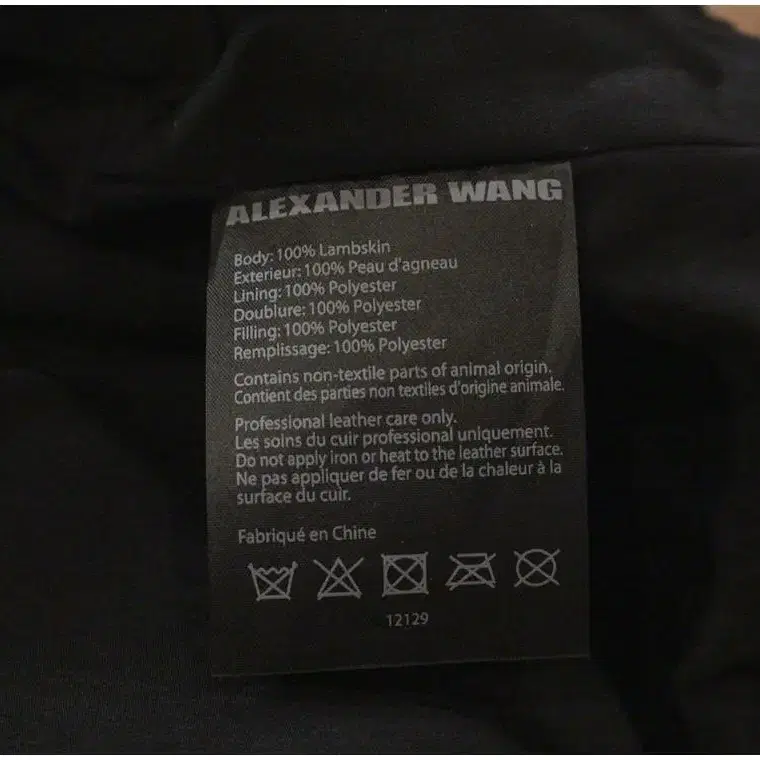 ALEXANDER WANG
Body: 100% Lambskin
Exterieur: 100% Peau d'agneau
Lining: 100% Polyester
Doublure: 100% Polyester
Filling: 100% Polyester
Remplissage: 100% Polyester
Contains non-textile parts of animal origin.
Contient des parties non textiles d'origine animale.
Professional leather care only.
Les soins du cuir professional uniquement.
Do not apply iron or heat to the leather surface.
Ne pas appliquer de fer ou de la chaleur à la
surface du cuir.
Fabriqué en Chine
12129